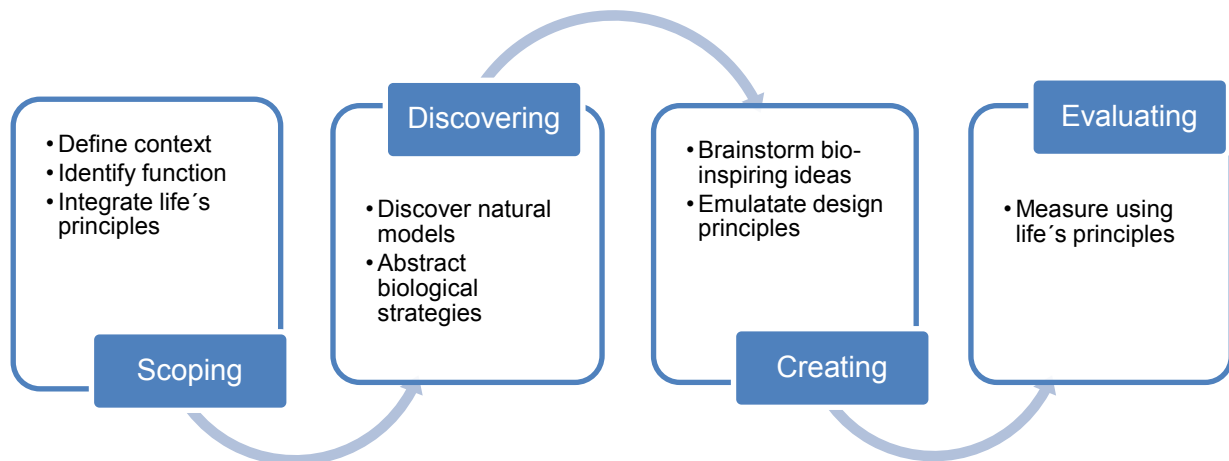 • Define context
• Identify function
• Integrate life´s
principles
Scoping
Discovering
• Discover natural
models
• Abstract
biological
strategies
• Brainstorm bio-
inspiring ideas
• Emulatate design
principles
Creating
Evaluating
• Measure using
life´s principles